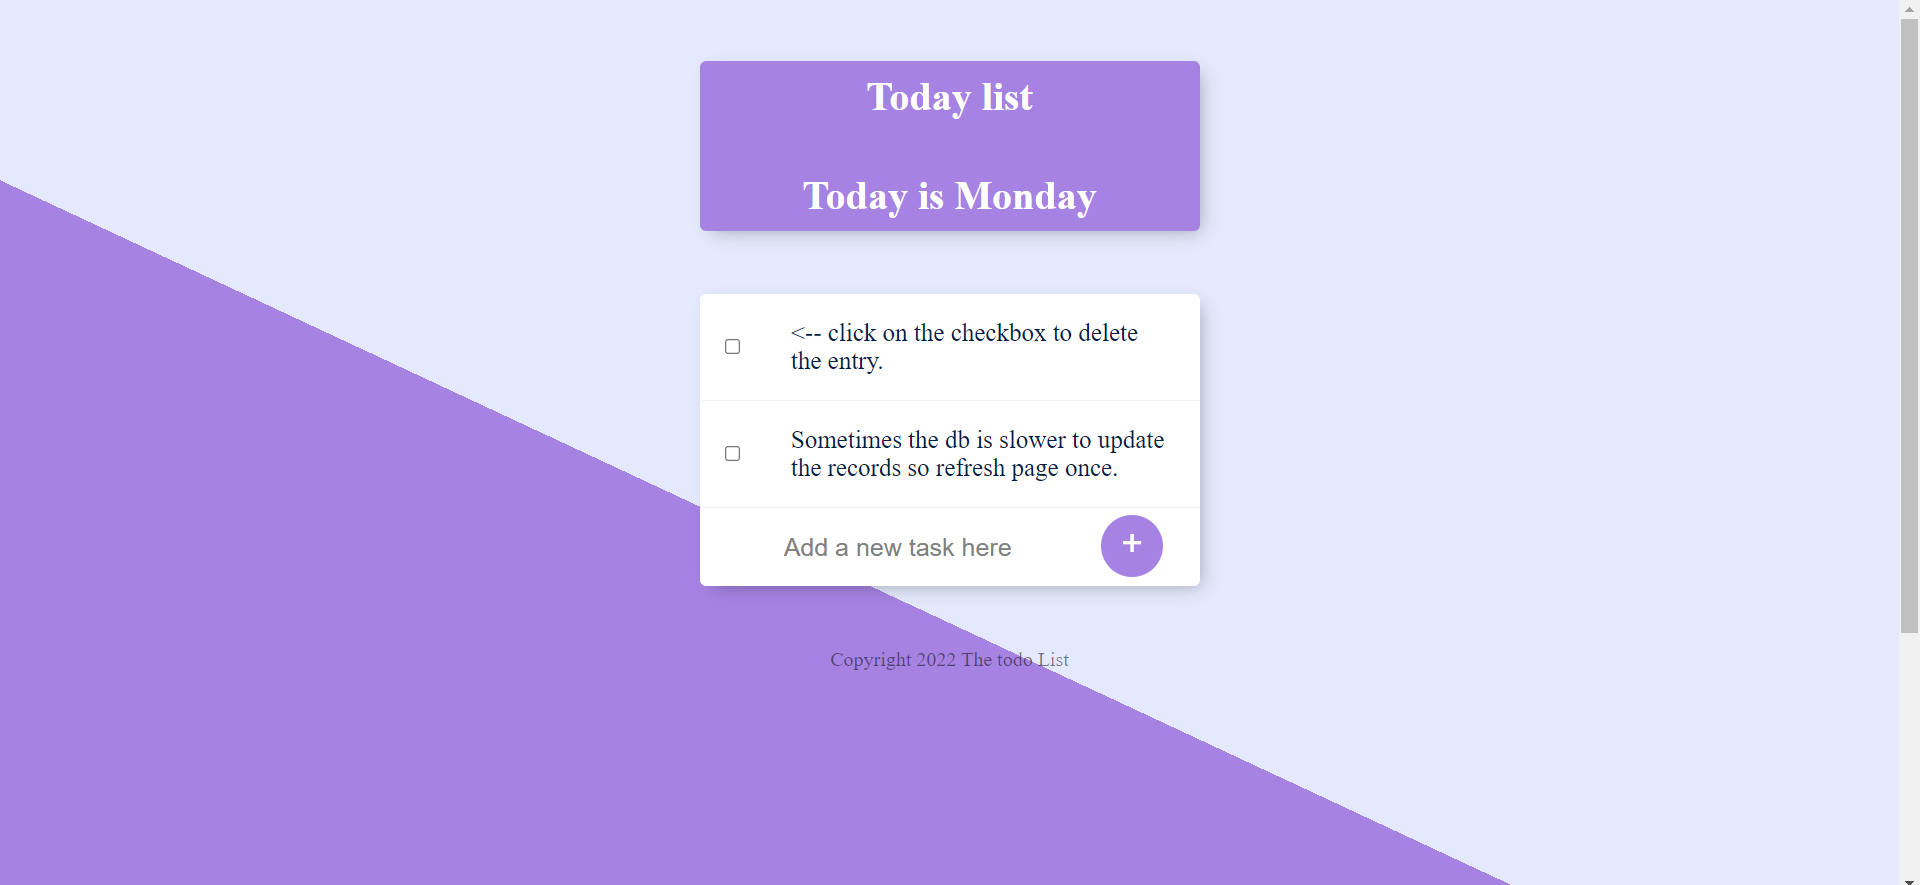 Today list
Today is Monday
<-- click on the checkbox to delete
the entry.
Sometimes the db is slower to update
the records so refresh page once.
Add a new task here
+
Copyright 2022 The todo List